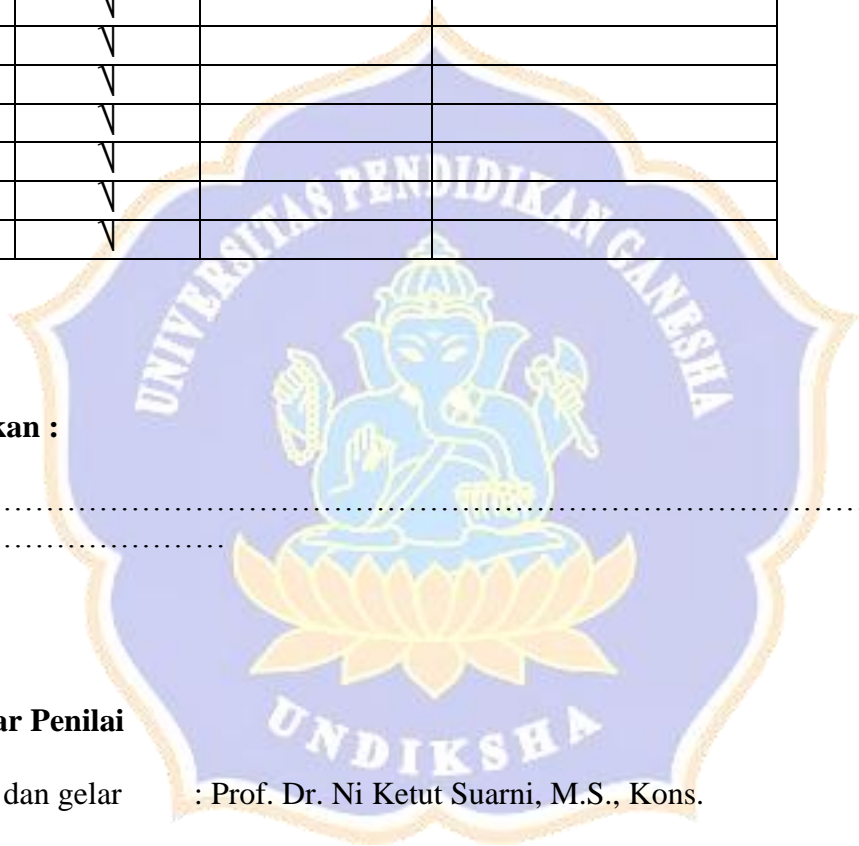 √
√
√
√
√
√
√
UNIVERSITAS PENDIDIKAN GANESHA
kan :
……………………………………………………………………………
……………………
ar Penilai
UNDIKSHA
dan gelar : Prof. Dr. Ni Ketut Suarni, M.S., Kons.